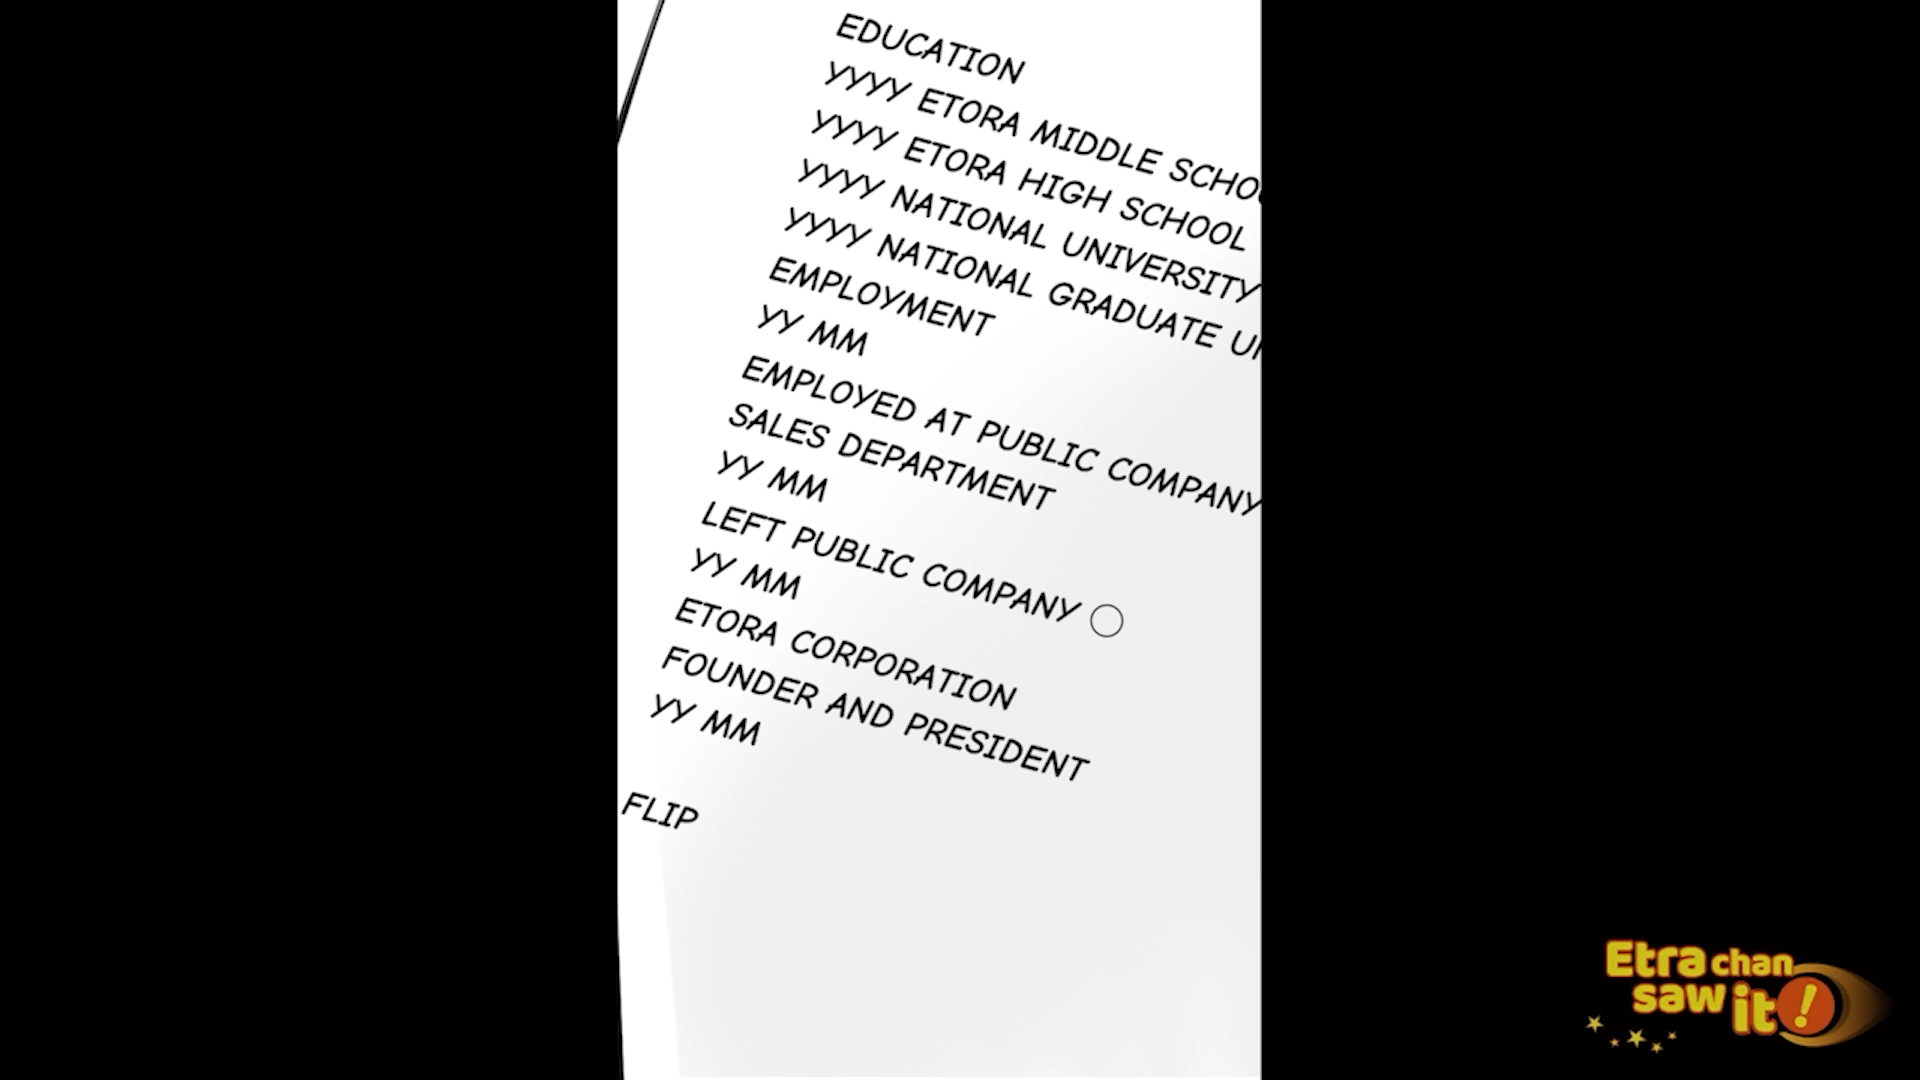 EDUCATION
YYYY ETORA MIDDLE
YYYY ETORA HIGH SCHOOL
YYYY NATIONAL UNIVERSITY
YYYY NATIONAL GRADUATE
EMPLOYMENT
YY MM
EMPLOYED AT PUBLIC COMPANY
SALES DEPARTMENT
YY MM
LEFT PUBLIC COMPANY ◯
YY MM
ETORA CORPORATION
FOUNDER AND PRESIDENT
YY MM
FLIP
Etra chan
saw it!